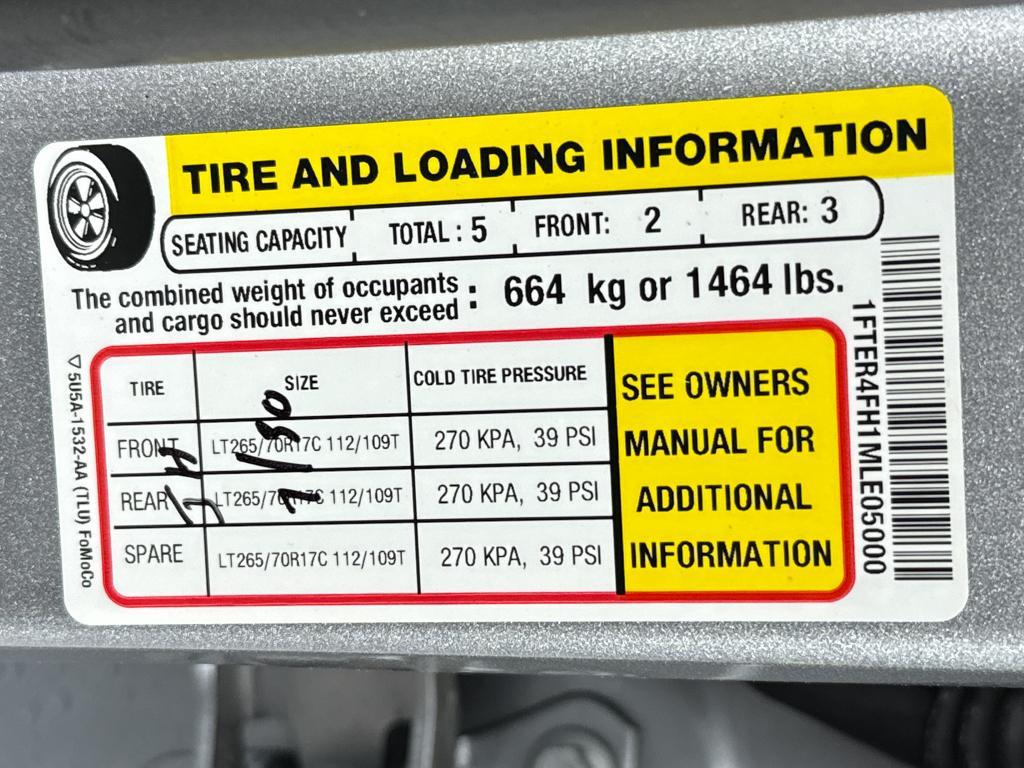 TIRE AND LOADING INFORMATION
SEATING CAPACITY TOTAL : 5 FRONT: 2 REAR: 3
The combined weight of occupants
and cargo should never exceed : 664 kg or 1464 lbs.
TIRE SIZE COLD TIRE PRESSURE
FRONT LT265/70R17C 112/109T 270 KPA, 39 PSI
REAR LT265/70R17C 112/109T 270 KPA, 39 PSI
SPARE LT265/70R17C 112/109T 270 KPA, 39 PSI
SEE OWNERS
MANUAL FOR
ADDITIONAL
INFORMATION
1FTER4FH1MLE05000
5U5A-1532-AA (TLU) FoMoCo